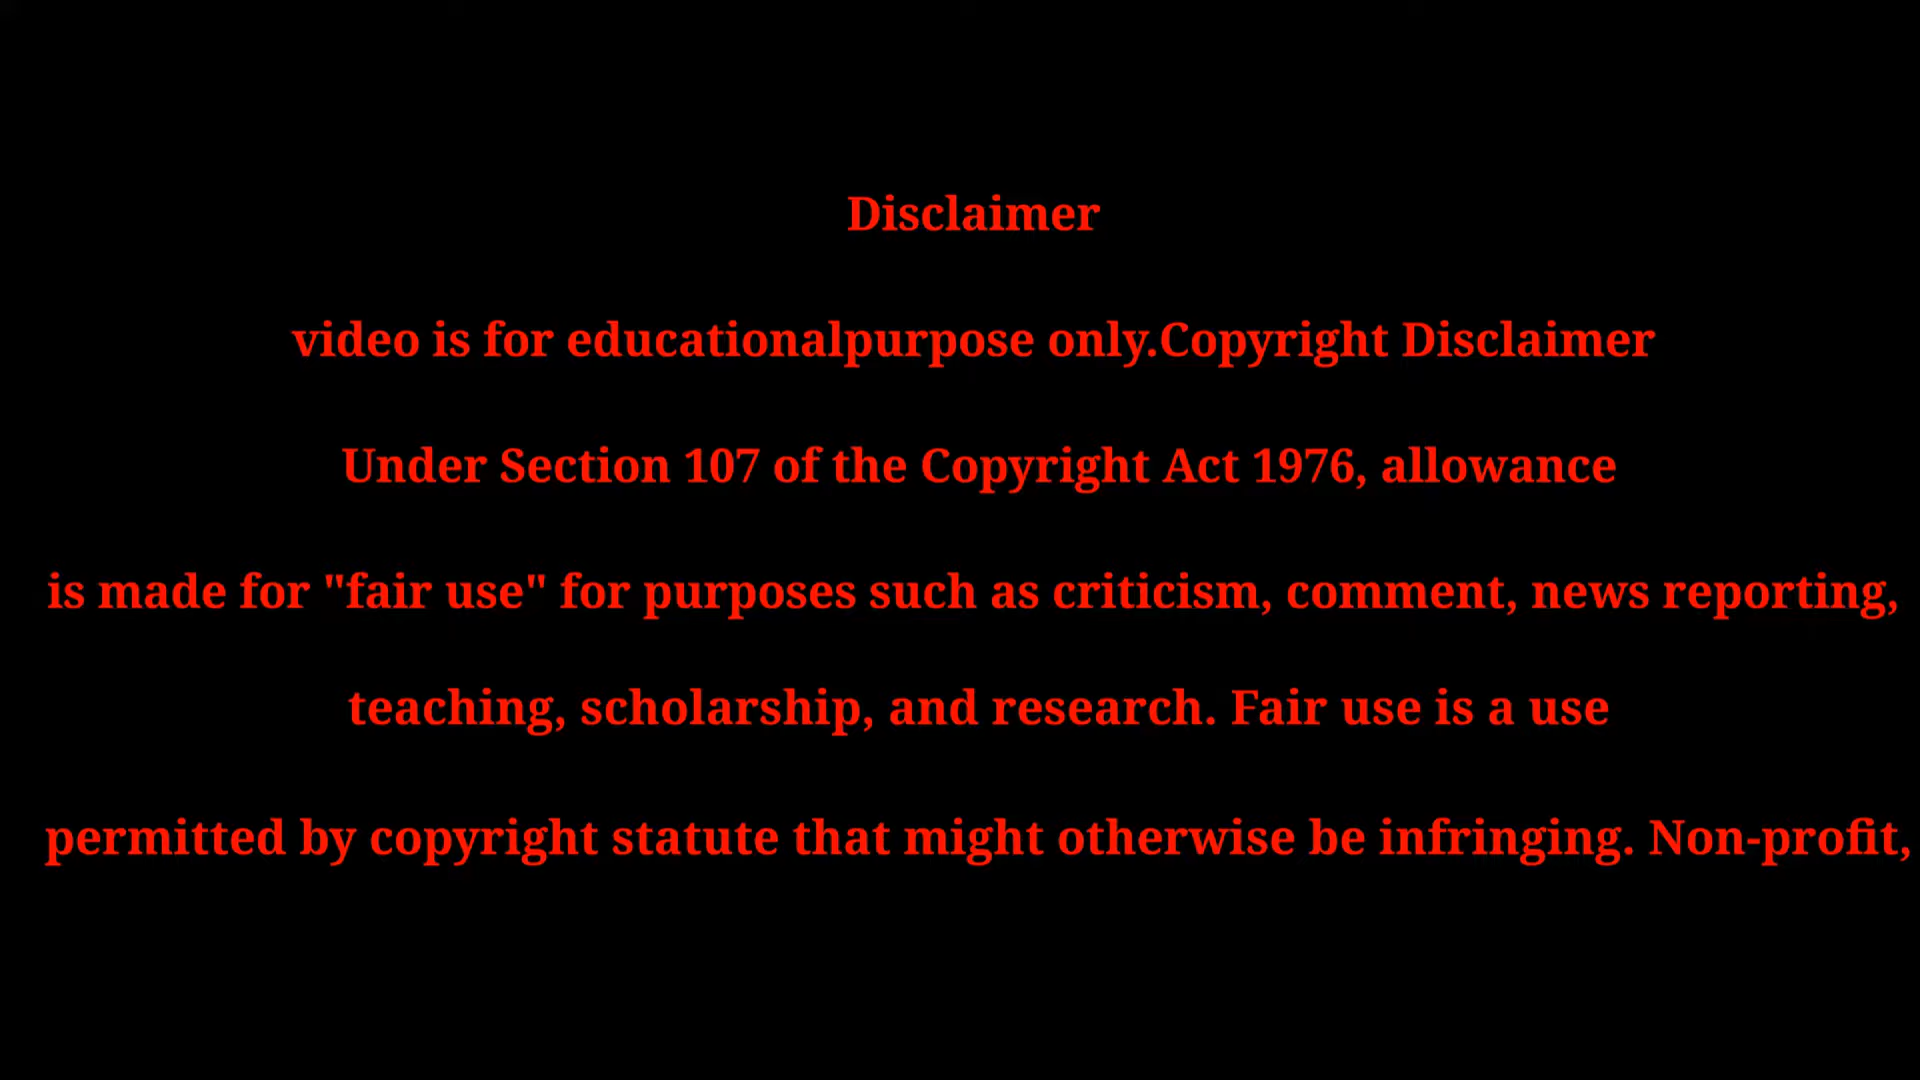 Disclaimer
video is for educationalpurpose only.Copyright Disclaimer
Under Section 107 of the Copyright Act 1976, allowance
is made for "fair use" for purposes such as criticism, comment, news reporting,
teaching, scholarship, and research. Fair use is a use
permitted by copyright statute that might otherwise be infringing. Non-profit,